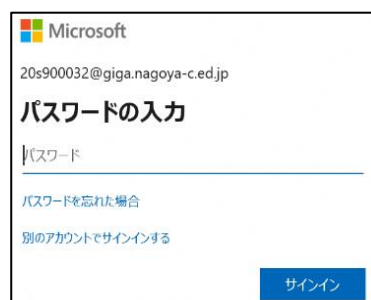 Microsoft
20s900032@giga.nagoya-c.ed.jp
パスワードの入力
パスワード
パスワードを忘れた場合
別のアカウントでサインインする
サインイン